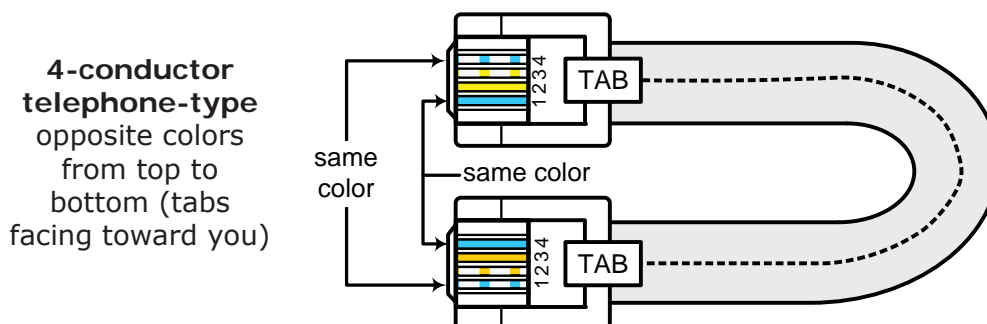 4-conductor
telephone-type
opposite colors
from top to
bottom (tabs
facing toward you)
same
color
same color
1234
TAB
1234
TAB